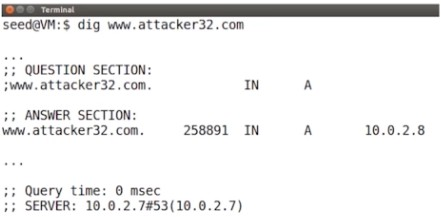 Terminal
seed@VM:$ dig www.attacker32.com
...
;; QUESTION SECTION:
;www.attacker32.com. IN A
;; ANSWER SECTION:
www.attacker32.com. 258891 IN A 10.0.2.8
...
;; Query time: 0 msec
;; SERVER: 10.0.2.7#53(10.0.2.7)